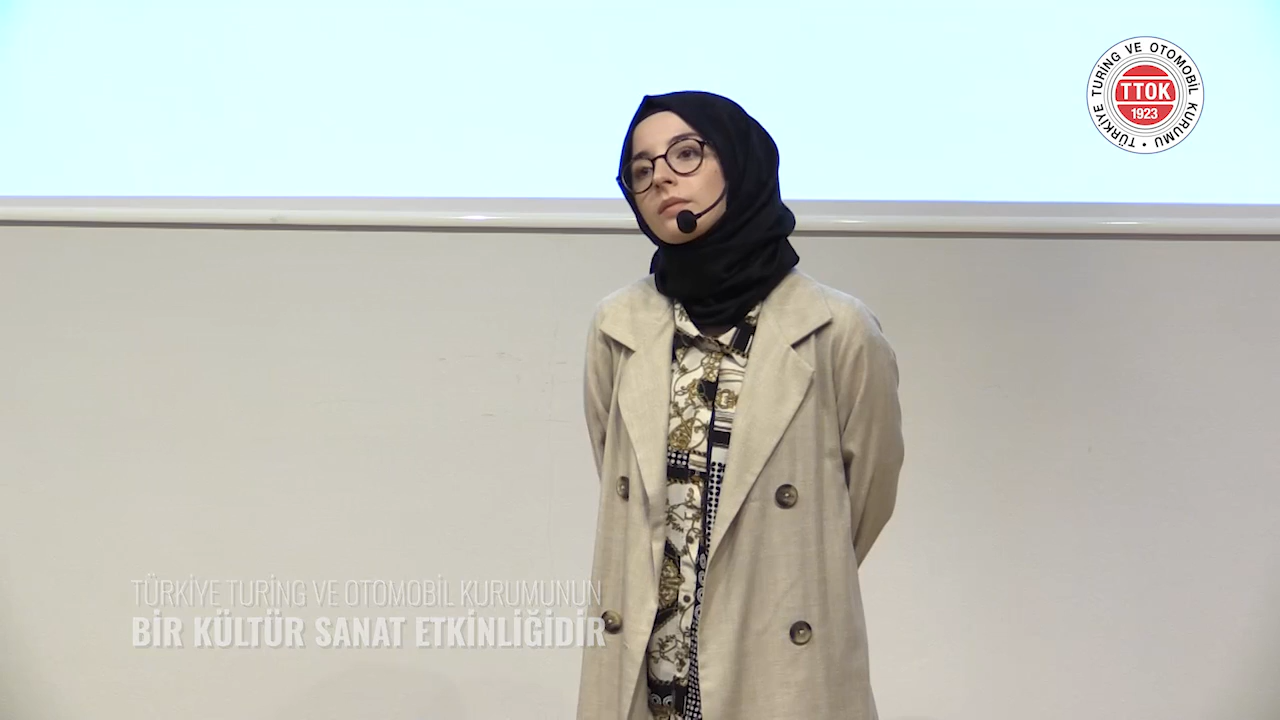 TÜRKİYE TURİNG VE OTOMOBİL KURUMU •
TTOK
1923
TÜRKİYE TURİNG VE OTOMOBİL KURUMUNUN
BİR KÜLTÜR SANAT ETKİNLİĞİDİR